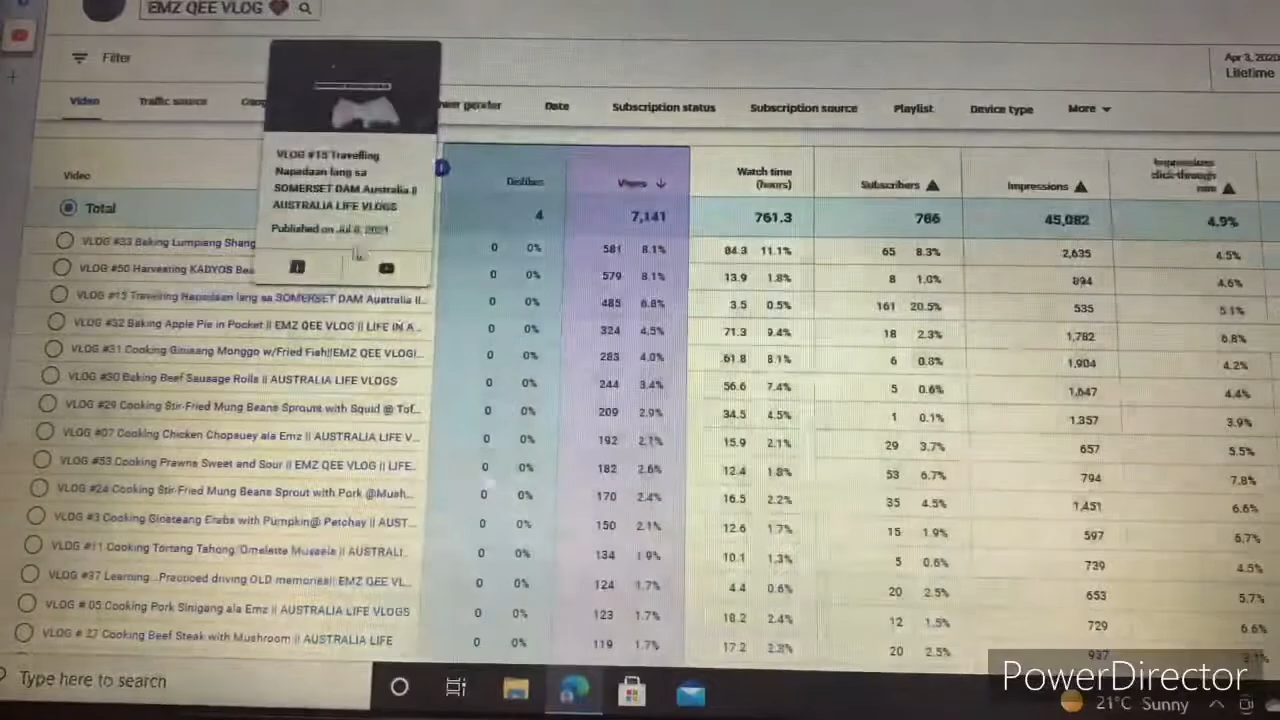 EMZ QEE VLOG
Filter
Apr 3, 2020
Lifetime
Video Traffic source gender Date Subscription status Subscription source Playlist Device type More
VLOG #15 Travelling
Napadaan lang sa
SOMERSET DAM Australia ||
AUSTRALIA LIFE VLOGS
Published on Jul 8, 2021
Video Dislikes Views Watch time (hours) Subscribers Impressions Impressions click-through rate
Total 4 7,141 761.3 766 45,082 4.9%
VLOG #33 Baking Lumpiang Shang 0 0% 581 8.1% 84.3 11.1% 65 8.3% 2,635 4.5%
VLOG #50 Harvesting KADYOS Bea 0 0% 579 8.1% 13.9 1.8% 8 1.0% 894 4.6%
VLOG #15 Travelling Napadaan lang sa SOMERSET DAM Australia ||... 0 0% 485 6.8% 3.5 0.5% 161 20.5% 535 5.1%
VLOG #32 Baking Apple Pie in Pocket || EMZ QEE VLOG || LIFE IN A... 0 0% 324 4.5% 71.3 9.4% 18 2.3% 1,782 6.8%
VLOG #31 Cooking Ginisang Monggo w/Fried Fish||EMZ QEE VLOG|... 0 0% 283 4.0% 61.8 8.1% 6 0.8% 1,904 4.2%
VLOG #30 Baking Beef Sausage Rolls || AUSTRALIA LIFE VLOGS 0 0% 244 3.4% 56.6 7.4% 5 0.6% 1,647 4.4%
VLOG #29 Cooking Stir-Fried Mung Beans Sprouts with Squid @ Tof... 0 0% 209 2.9% 34.5 4.5% 1 0.1% 1,357 3.9%
VLOG #07 Cooking Chicken Chopsuey ala Emz || AUSTRALIA LIFE V... 0 0% 192 2.7% 15.9 2.1% 29 3.7% 657 5.5%
VLOG #53 Cooking Prawns Sweet and Sour || EMZ QEE VLOG || LIFE... 0 0% 182 2.6% 12.4 53 6.7% 794 7.8%
VLOG #24 Cooking Stir-Fried Mung Beans Sprout with Pork @Mush... 0 0% 170 2.4% 16.5 2.2% 35 4.5% 1,451 6.6%
VLOG #3 Cooking Ginataang Crabs with Pumpkin@ Petchay || AUST... 0 0% 150 2.1% 12.6 1.7% 15 1.9% 597 6.7%
VLOG #11 Cooking Tortang Tahong/Omelette Mussels || AUSTRALI... 0 0% 134 1.9% 10.1 1.3% 5 0.6% 739 4.5%
VLOG #37 Learning...Practiced driving OLD memories|| EMZ QEE VL... 0 0% 124 1.7% 4.4 0.6% 20 2.5% 653 5.7%
VLOG # 05 Cooking Pork Sinigang ala Emz || AUSTRALIA LIFE VLOGS 0 0% 123 1.7% 18.2 2.4% 12 1.5% 729 6.6%
VLOG # 27 Cooking Beef Steak with Mushroom || AUSTRALIA LIFE 0 0% 119 1.7% 17.2 20 2.5% 937
PowerDirector
Type here to search 21°C Sunny